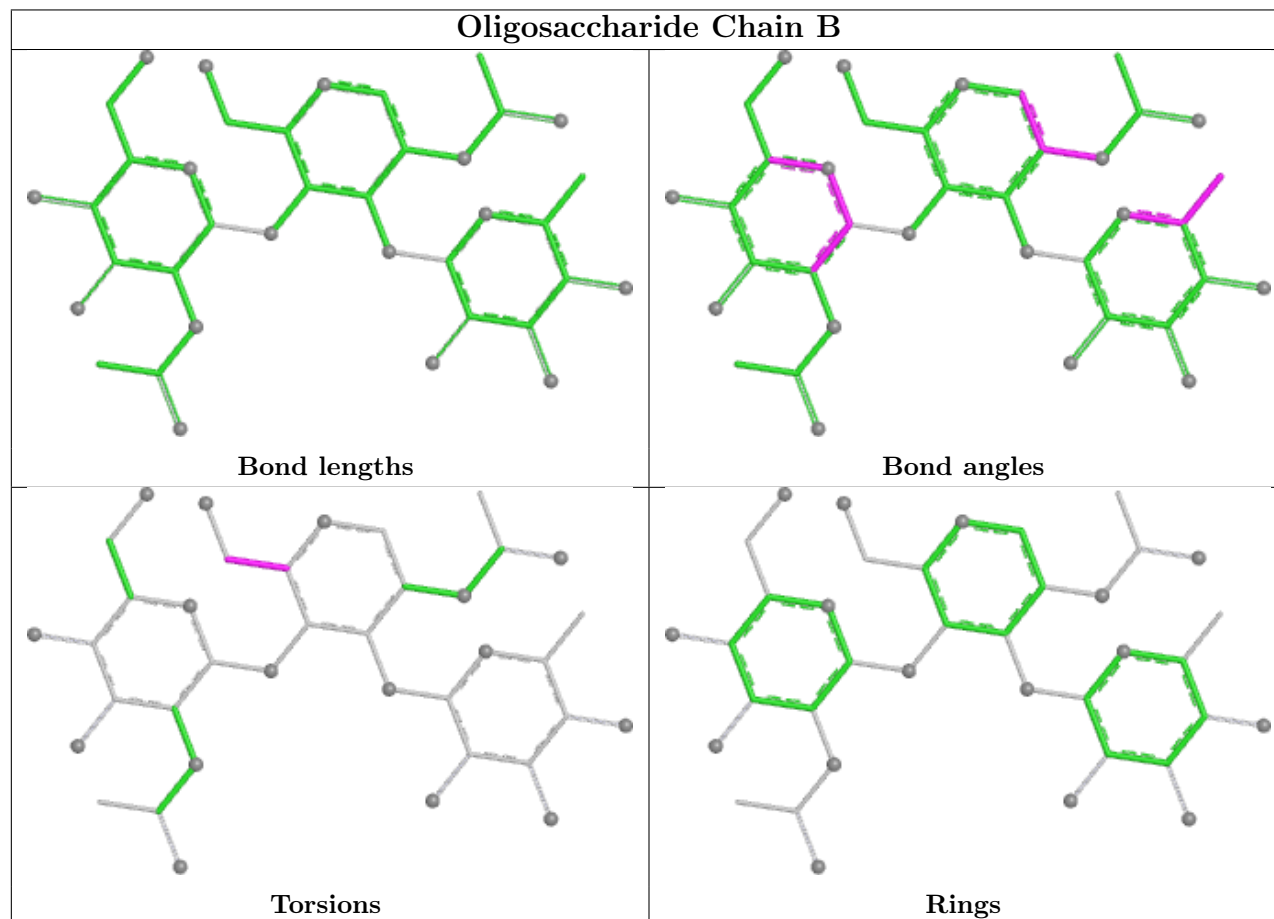 Oligosaccharide Chain B
Bond lengths
Bond angles
Torsions
Rings